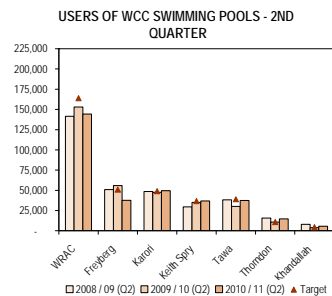 USERS OF WCC SWIMMING POOLS - 2ND
QUARTER
225,000
200,000
175,000
150,000
125,000
100,000
75,000
50,000
25,000
-
WRAC
Freyberg
Karori
Keith Spry
Tawa
Thorndon
Khandallah
2008 / 09 (Q2) 2009 / 10 (Q2) 2010 / 11 (Q2) Target